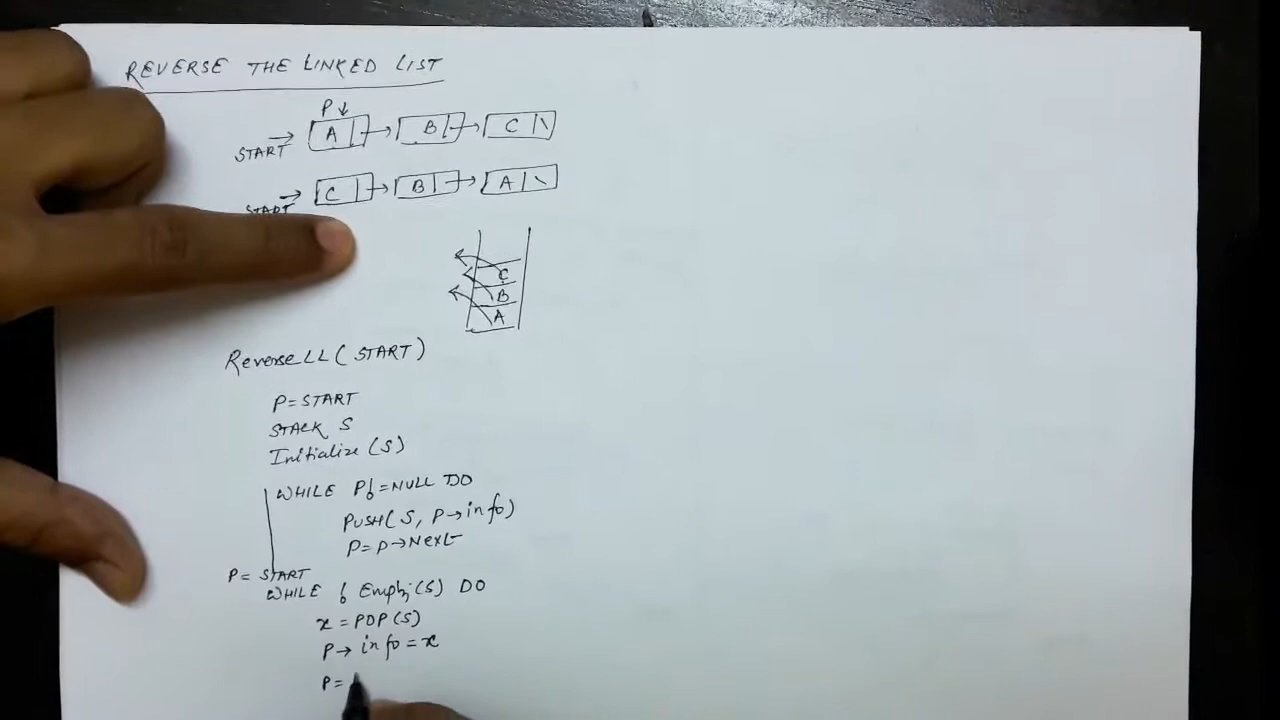 REVERSE THE LINKED LIST
P↓
START → A → B → C \
START → C → B → A \
C
B
A
ReverseLL( START )
P = START
STACK S
Initialize (S)
WHILE P != NULL DO
PUSH( S, P→info)
P = P→Next
P = START
WHILE ! Empty(S) DO
x = POP(S)
P→ info = x
P =